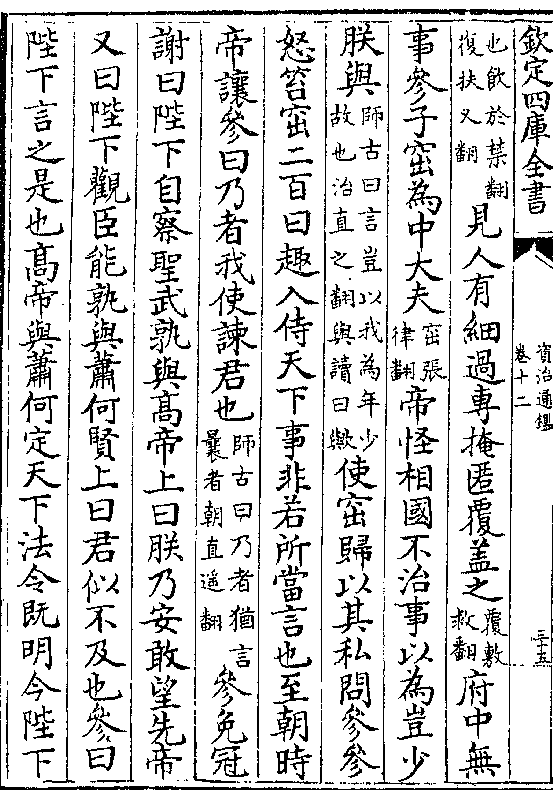 欽定四庫全書
資治通鑑
卷十二
三十五
也飲於禁翻復扶又翻見人有細過專掩匿覆盖之覆敷救翻府中無
事參子窋為中大夫窋張律翻帝怪相國不治事以為豈少
朕與師古曰言豈以我為年少故也治直之翻與讀曰歟使窋歸以其私問參參
怒笞窋二百曰趣入侍天下事非若所當言也至朝時
帝讓參曰乃者我使諫君也師古曰乃者猶言曩者朝直遥翻參免冠
謝曰陛下自察聖武孰與髙帝上曰朕乃安敢望先帝
又曰陛下觀臣能孰與蕭何賢上曰君似不及也參曰
陛下言之是也髙帝與蕭何定天下法令既明今陛下